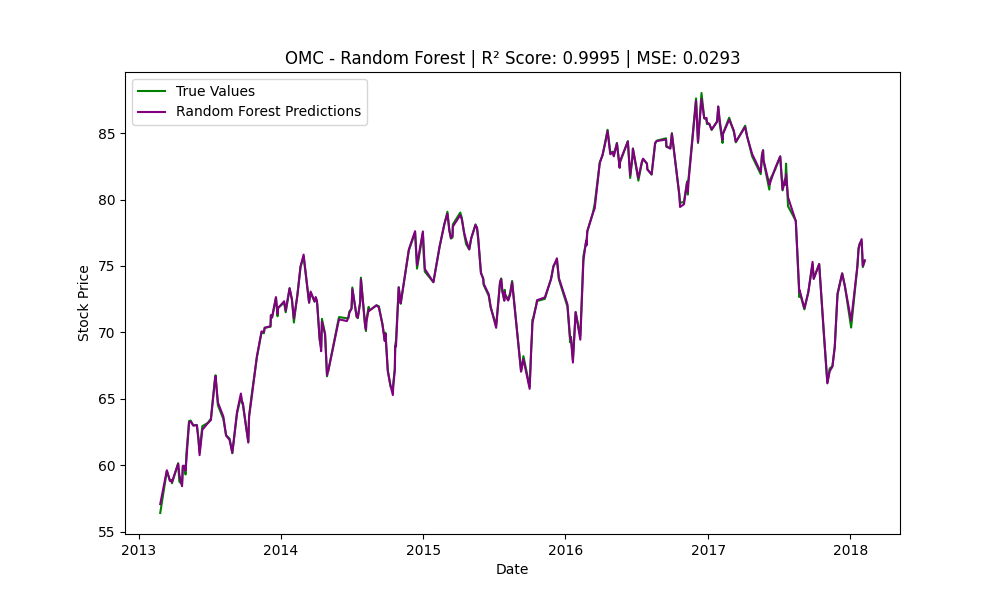 OMC - Random Forest | R² Score: 0.9995 | MSE: 0.0293
True Values
Random Forest Predictions
Stock Price
85
80
75
70
65
60
55
2013 2014 2015 2016 2017 2018
Date